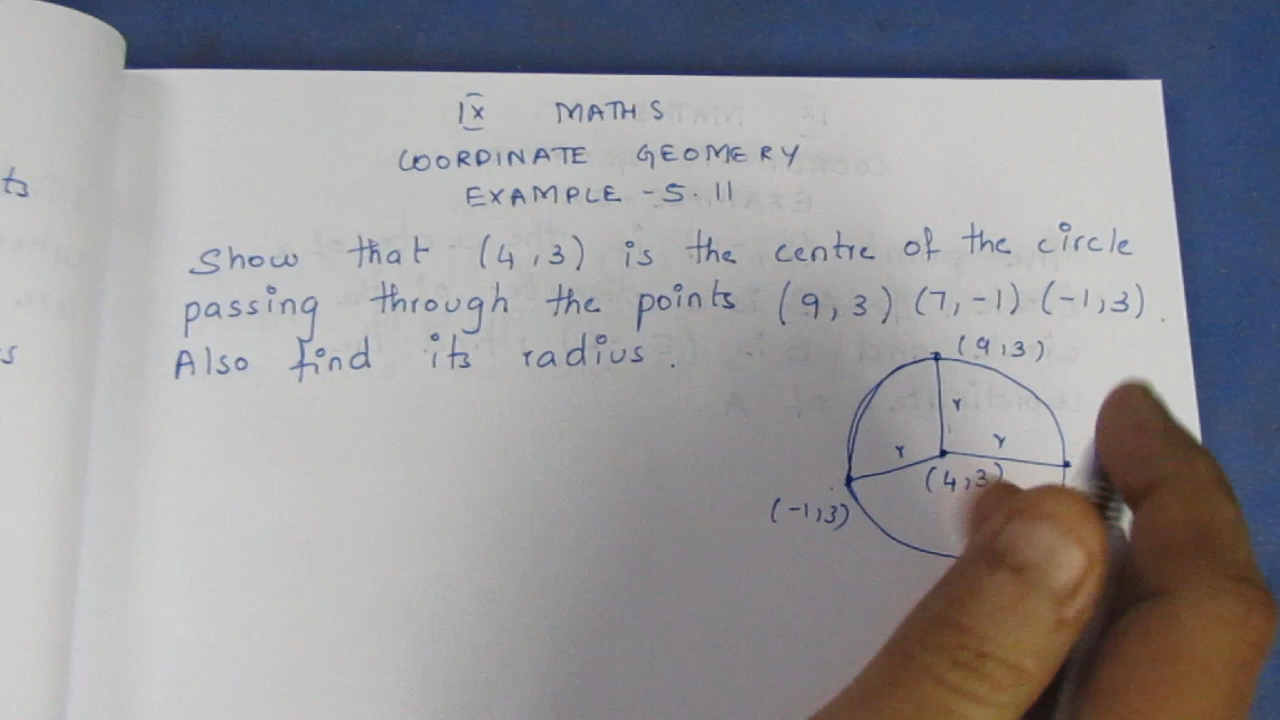 IX MATHS
COORDINATE GEOMERY
EXAMPLE - 5.11
Show that (4,3) is the centre of the circle
passing through the points (9,3) (7,-1) (-1,3).
Also find its radius.
(9,3)
r
r r
(4,3)
(-1,3)
ts
s